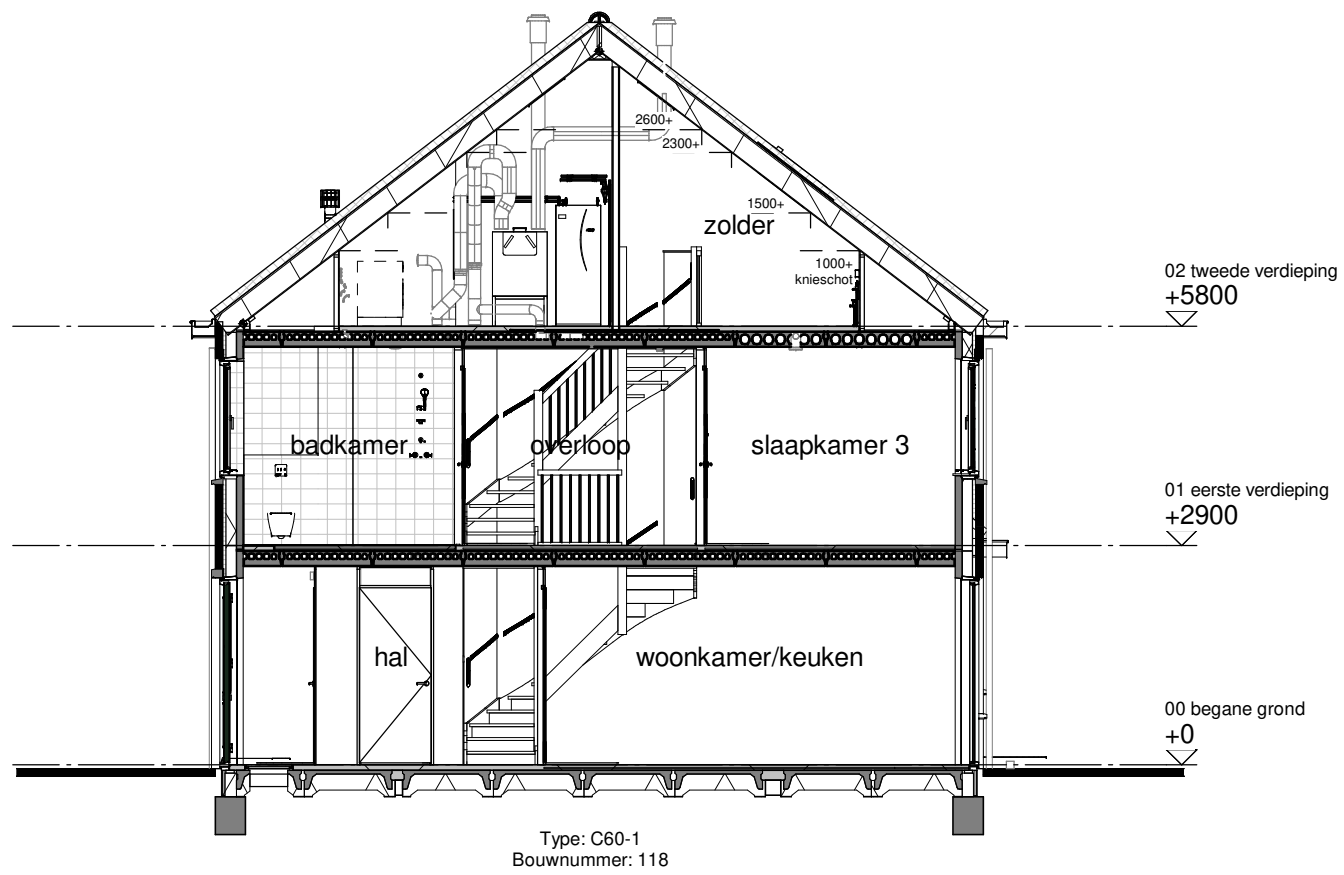 2600+
2300+
1500+
zolder
1000+
knieschot
02 tweede verdieping
+5800
badkamer
overloop
slaapkamer 3
01 eerste verdieping
+2900
hal
woonkamer/keuken
00 begane grond
+0
Type: C60-1
Bouwnummer: 118